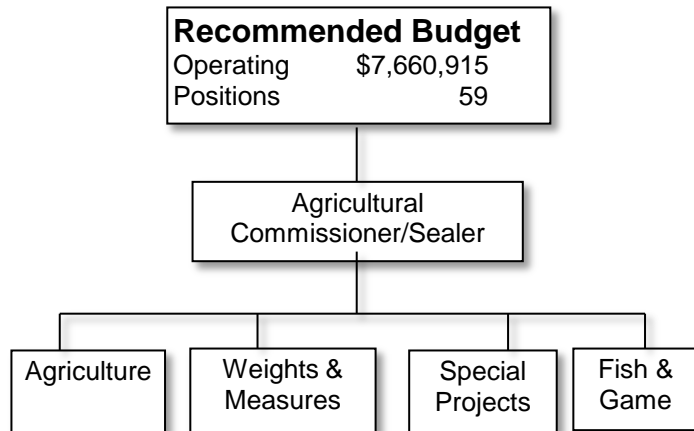 Recommended Budget
Operating $7,660,915
Positions 59
Agricultural
Commissioner/Sealer
Agriculture
Weights &
Measures
Special
Projects
Fish &
Game